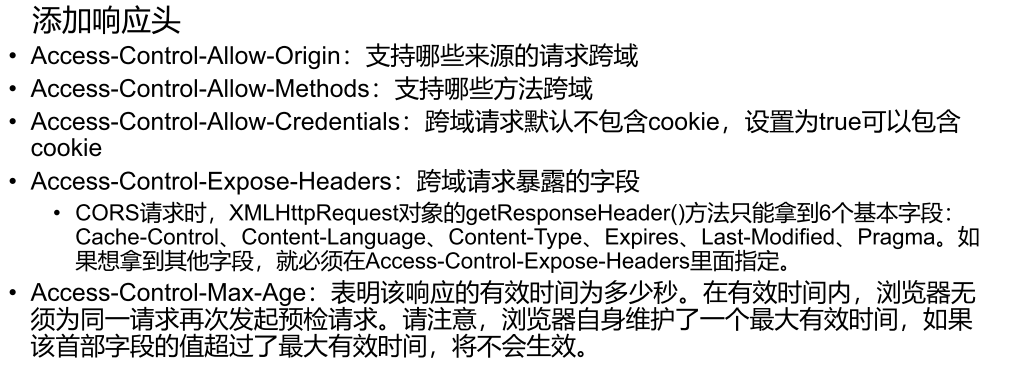 添加响应头
• Access-Control-Allow-Origin：支持哪些来源的请求跨域
• Access-Control-Allow-Methods：支持哪些方法跨域
• Access-Control-Allow-Credentials：跨域请求默认不包含cookie，设置为true可以包含
cookie
• Access-Control-Expose-Headers：跨域请求暴露的字段
• CORS请求时，XMLHttpRequest对象的getResponseHeader()方法只能拿到6个基本字段：
Cache-Control、Content-Language、Content-Type、Expires、Last-Modified、Pragma。如
果想拿到其他字段，就必须在Access-Control-Expose-Headers里面指定。
• Access-Control-Max-Age：表明该响应的有效时间为多少秒。在有效时间内，浏览器无
须为同一请求再次发起预检请求。请注意，浏览器自身维护了一个最大有效时间，如果
该首部字段的值超过了最大有效时间，将不会生效。